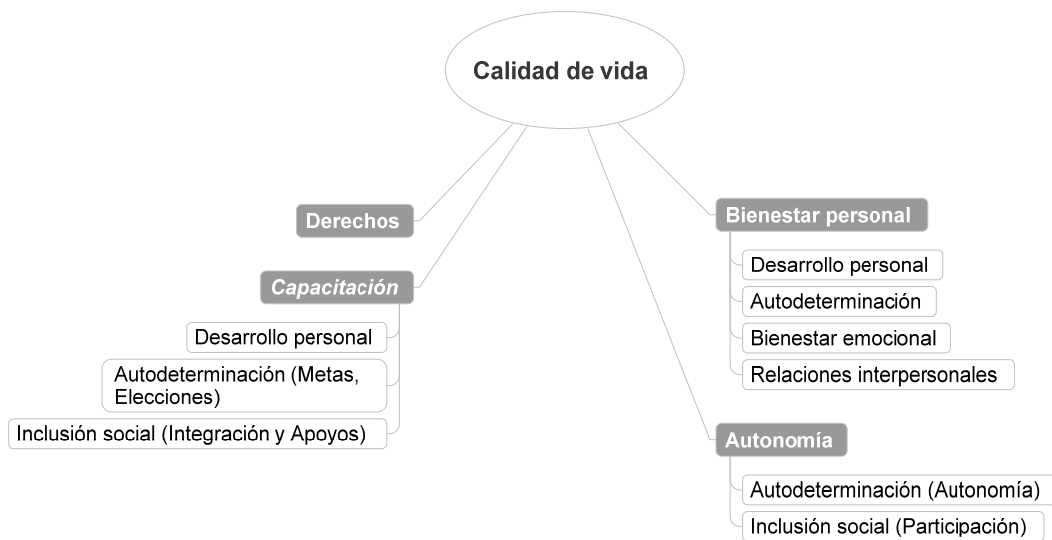 Calidad de vida
Derechos
Capacitación
Desarrollo personal
Autodeterminación (Metas,
Elecciones)
Inclusión social (Integración y Apoyos)
Bienestar personal
Desarrollo personal
Autodeterminación
Bienestar emocional
Relaciones interpersonales
Autonomía
Autodeterminación (Autonomía)
Inclusión social (Participación)